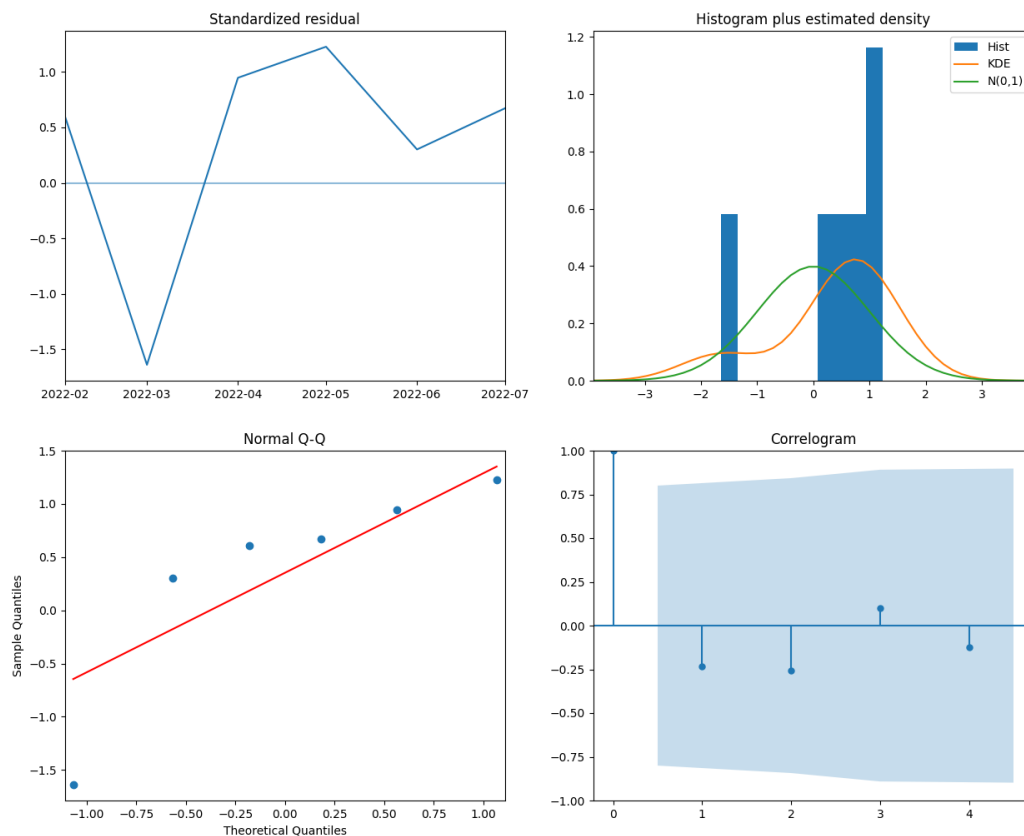 Standardized residual
1.0
0.5
0.0
−0.5
−1.0
−1.5
2022-02 2022-03 2022-04 2022-05 2022-06 2022-07
Histogram plus estimated density
1.2
1.0
0.8
0.6
0.4
0.2
0.0
−3 −2 −1 0 1 2 3
Hist
KDE
N(0,1)
Normal Q-Q
Sample Quantiles
1.5
1.0
0.5
0.0
−0.5
−1.0
−1.5
−1.00 −0.75 −0.50 −0.25 0.00 0.25 0.50 0.75 1.00
Theoretical Quantiles
Correlogram
1.00
0.75
0.50
0.25
0.00
−0.25
−0.50
−0.75
−1.00
0 1 2 3 4